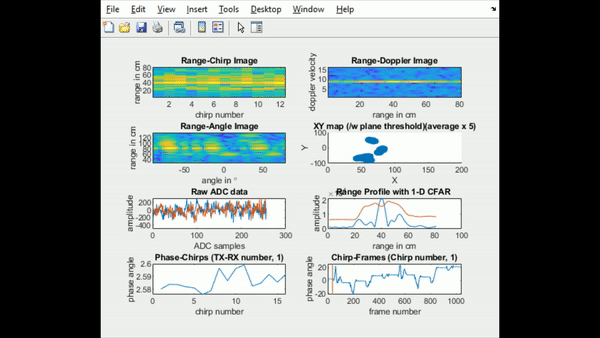 File Edit View Insert Tools Desktop Window Help
Range-Chirp Image
range in cm
80
60
40
20
2 4 6 8 10 12
chirp number
Range-Doppler Image
doppler velocity
15
10
5
20 40 60 80
range in cm
Range-Angle Image
range in cm
100
50
-50 0 50
angle in °
XY map (/w plane threshold)(average x 5)
Y
100
0
-100
0 50 100 150 200
X
Raw ADC data
amplitude
200
0
-200
0 100 200 300
ADC samples
Range Profile with 1-D CFAR
amplitude
2
1
0
0 20 40 60 80 100
range in cm
Phase-Chirps (TX-RX number, 1)
phase angle
2.6
2.59
2.58
0 5 10 15
chirp number
Chirp-Frames (Chirp number, 1)
phase angle
20
0
-20
0 200 400 600 800 1000
frame number